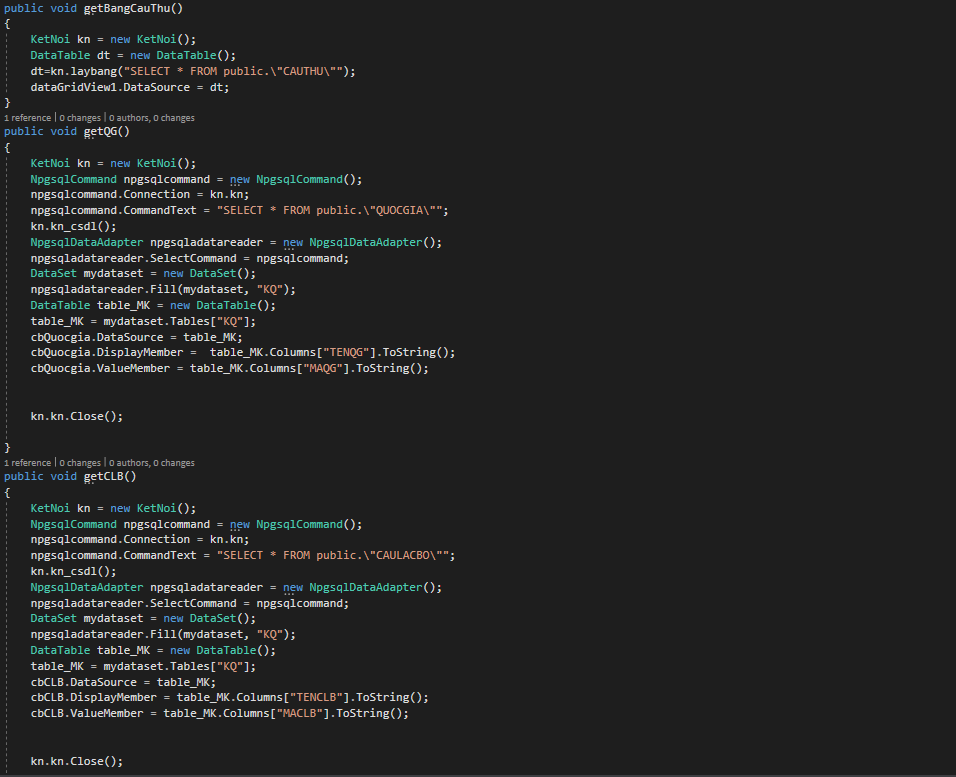 public void getBangCauThu()
{
KetNoi kn = new KetNoi();
DataTable dt = new DataTable();
dt=kn.laybang("SELECT * FROM public.\"CAUTHU\"");
dataGridView1.DataSource = dt;
}
1 reference | 0 changes | 0 authors, 0 changes
public void getQG()
{
KetNoi kn = new KetNoi();
NpgsqlCommand npgsqlcommand = new NpgsqlCommand();
npgsqlcommand.Connection = kn.kn;
npgsqlcommand.CommandText = "SELECT * FROM public.\"QUOCGIA\"";
kn.kn_csdl();
NpgsqlDataAdapter npgsqladatareader = new NpgsqlDataAdapter();
npgsqladatareader.SelectCommand = npgsqlcommand;
DataSet mydataset = new DataSet();
npgsqladatareader.Fill(mydataset, "KQ");
DataTable table_MK = new DataTable();
table_MK = mydataset.Tables["KQ"];
cbQuocgia.DataSource = table_MK;
cbQuocgia.DisplayMember =  table_MK.Columns["TENQG"].ToString();
cbQuocgia.ValueMember = table_MK.Columns["MAQG"].ToString();
kn.kn.Close();
}
1 reference | 0 changes | 0 authors, 0 changes
public void getCLB()
{
KetNoi kn = new KetNoi();
NpgsqlCommand npgsqlcommand = new NpgsqlCommand();
npgsqlcommand.Connection = kn.kn;
npgsqlcommand.CommandText = "SELECT * FROM public.\"CAULACBO\"";
kn.kn_csdl();
NpgsqlDataAdapter npgsqladatareader = new NpgsqlDataAdapter();
npgsqladatareader.SelectCommand = npgsqlcommand;
DataSet mydataset = new DataSet();
npgsqladatareader.Fill(mydataset, "KQ");
DataTable table_MK = new DataTable();
table_MK = mydataset.Tables["KQ"];
cbCLB.DataSource = table_MK;
cbCLB.DisplayMember = table_MK.Columns["TENCLB"].ToString();
cbCLB.ValueMember = table_MK.Columns["MACLB"].ToString();
kn.kn.Close();